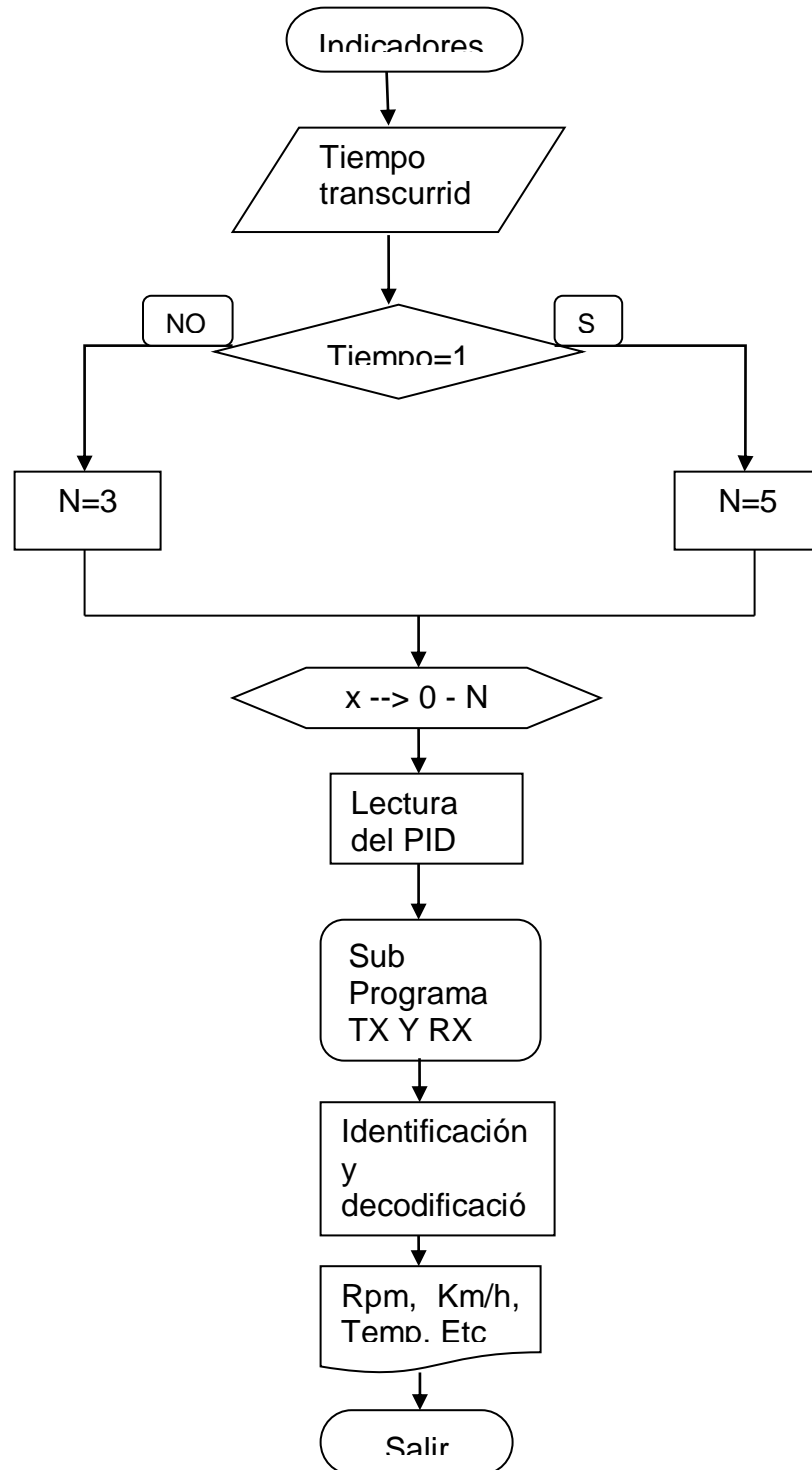 Indicadores
Tiempo
transcurrid
NO
S
Tiempo=1
N=3
N=5
x --> 0 - N
Lectura
del PID
Sub
Programa
TX Y RX
Identificación
y
decodificació
Rpm, Km/h,
Temp. Etc
Salir